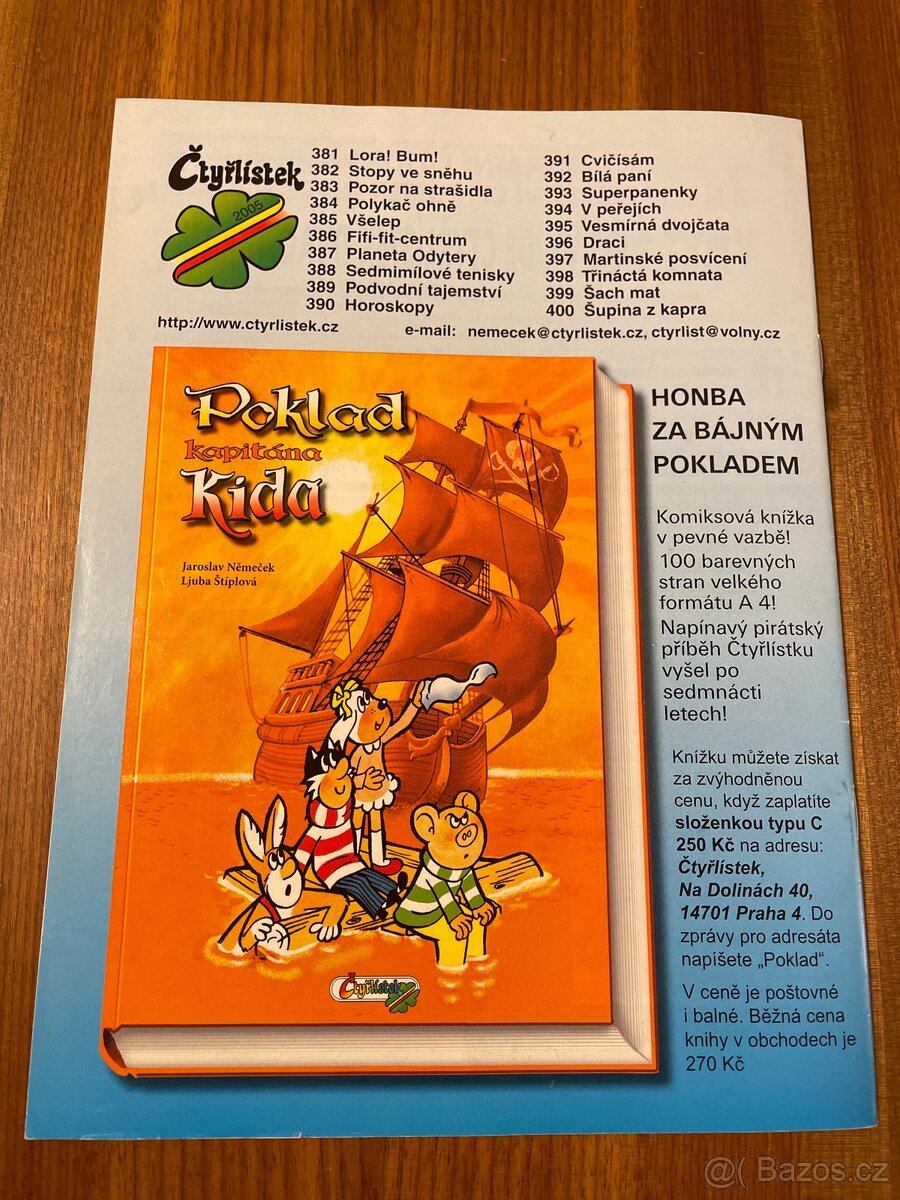 Čtyřlístek
2005
381 Lora! Bum!
382 Stopy ve sněhu
383 Pozor na strašidla
384 Polykač ohně
385 Všelep
386 Fifi-fit-centrum
387 Planeta Odytery
388 Sedmimílové tenisky
389 Podvodní tajemství
390 Horoskopy
391 Cvičísám
392 Bílá paní
393 Superpanenky
394 V peřejích
395 Vesmírná dvojčata
396 Draci
397 Martinské posvícení
398 Třináctá komnata
399 Šach mat
400 Šupina z kapra
http://www.ctyrlistek.cz
e-mail: nemecek@ctyrlistek.cz, ctyrlist@volny.cz
Poklad
kapitána
Kida
Jaroslav Němeček
Ljuba Štíplová
Čtyřlístek
HONBA
ZA BÁJNÝM
POKLADEM
Komiksová knížka
v pevné vazbě!
100 barevných
stran velkého
formátu A 4!
Napínavý pirátský
příběh Čtyřlístku
vyšel po
sedmnácti
letech!
Knížku můžete získat
za zvýhodněnou
cenu, když zaplatíte
složenkou typu C
250 Kč na adresu:
Čtyřlístek,
Na Dolinách 40,
14701 Praha 4. Do
zprávy pro adresáta
napíšete „Poklad“.
V ceně je poštovné
i balné. Běžná cena
knihy v obchodech je
270 Kč
@( Bazos.cz